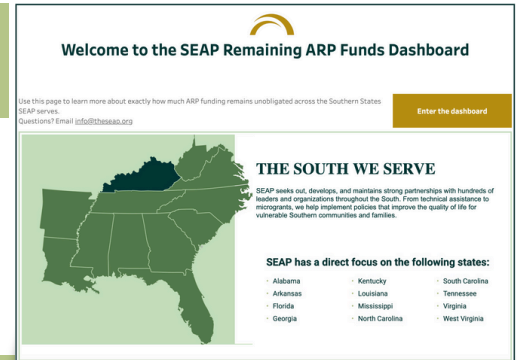 Welcome to the SEAP Remaining ARP Funds Dashboard
Use this page to learn more about exactly how much ARP funding remains unobligated across the Southern States
SEAP serves.
Questions? Email info@theseap.org
Enter the dashboard
THE SOUTH WE SERVE
SEAP seeks out, develops, and maintains strong partnerships with hundreds of
leaders and organizations throughout the South. From technical assistance to
microgrants, we help implement policies that improve the quality of life for
vulnerable Southern communities and families.
SEAP has a direct focus on the following states:
· Alabama
· Arkansas
· Florida
· Georgia
· Kentucky
· Louisiana
· Mississippi
· North Carolina
· South Carolina
· Tennessee
· Virginia
· West Virginia